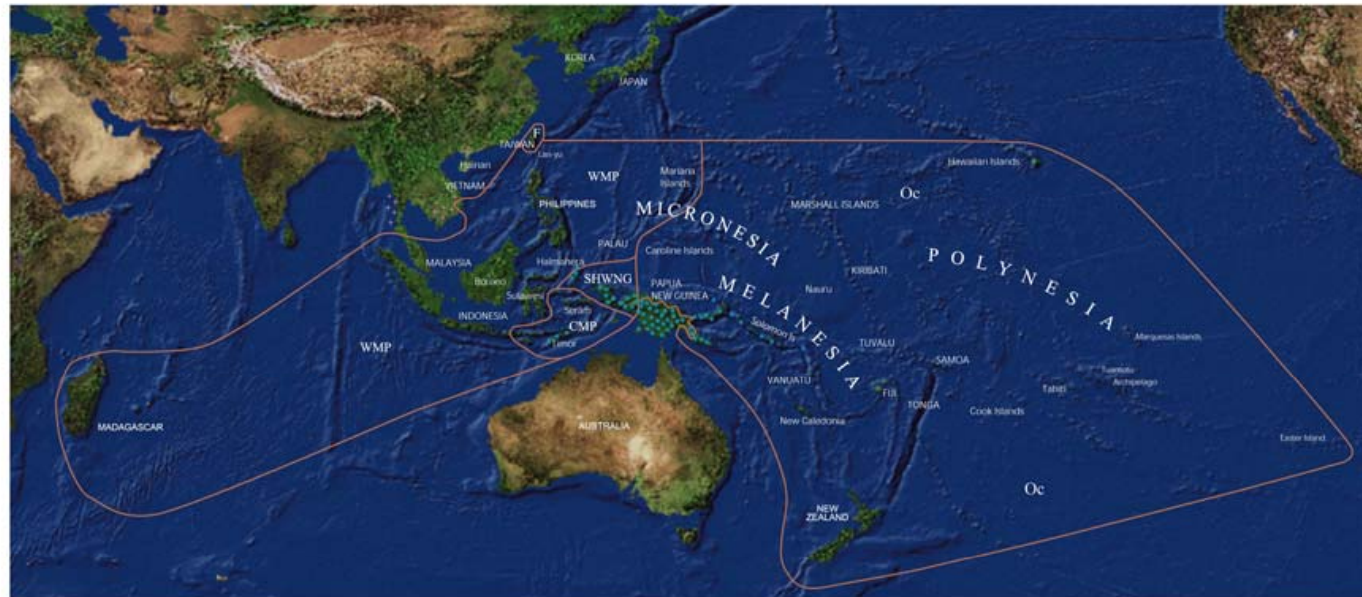 KOREA
JAPAN
F
TAIWAN
Lan-yu
Hainan
VIETNAM
WMP
Mariana
Islands
Hawaiian Islands
Oc
MARSHALL ISLANDS
PHILIPPINES
MICRONESIA
PALAU
Caroline Islands
POLYNESIA
MALAYSIA
Halmahera
KIRIBATI
Borneo
SHWNG
PAPUA
NEW GUINEA
MELANESIA
Nauru
Sulawesi
Seram
INDONESIA
CMP
Solomon Is
Timor
Marquesas Islands
WMP
TUVALU
SAMOA
Tuamotu
Archipelago
VANUATU
FIJI
Tahiti
TONGA
Cook Islands
New Caledonia
MADAGASCAR
AUSTRALIA
Easter Island
Oc
NEW
ZEALAND